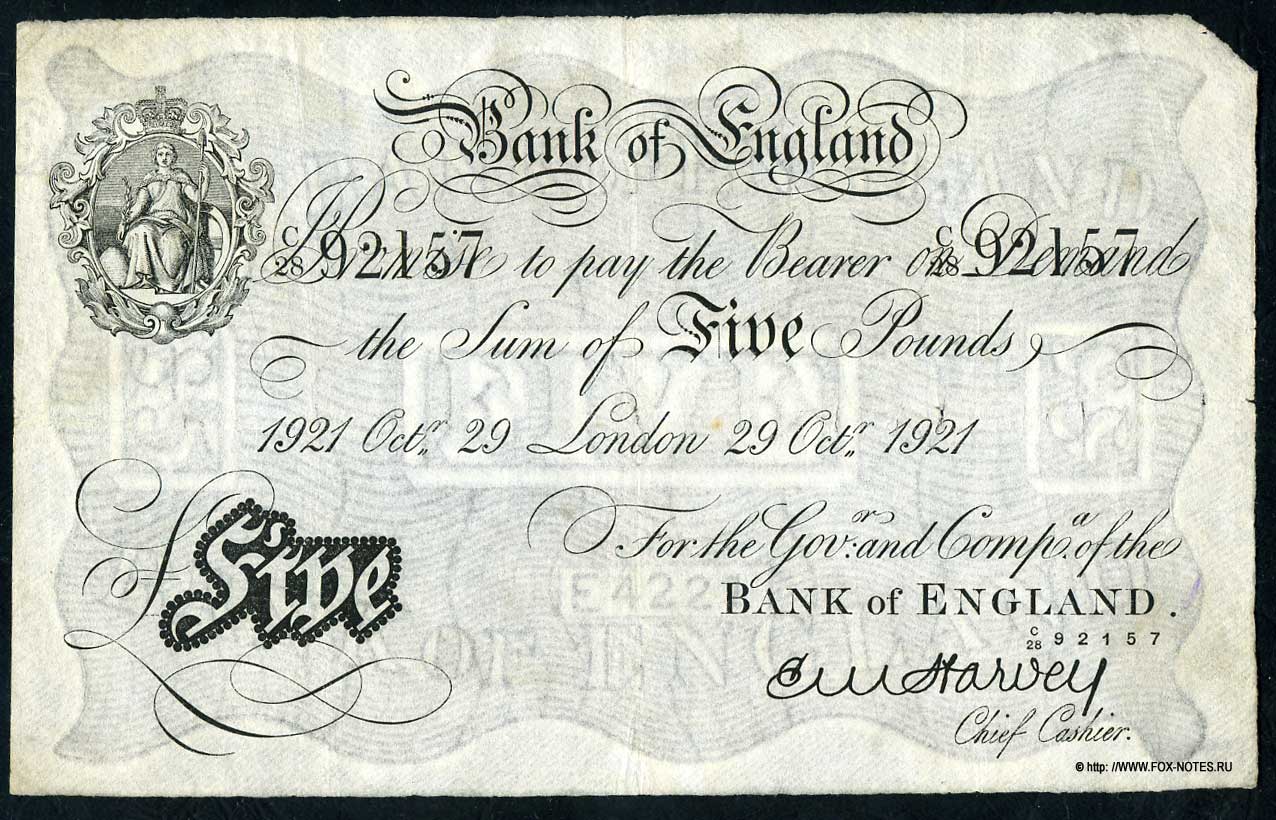 Bank of England
C/28 92157 C/28 92157
I Promise to pay the Bearer on Demand
the Sum of Five Pounds
1921 Octr. 29 London 29 Octr. 1921
For the Govr. and Compa. of the
£Five
BANK of ENGLAND.
C/28 92157
E M Harvey
Chief Cashier.
© http: //WWW.FOX-NOTES.RU